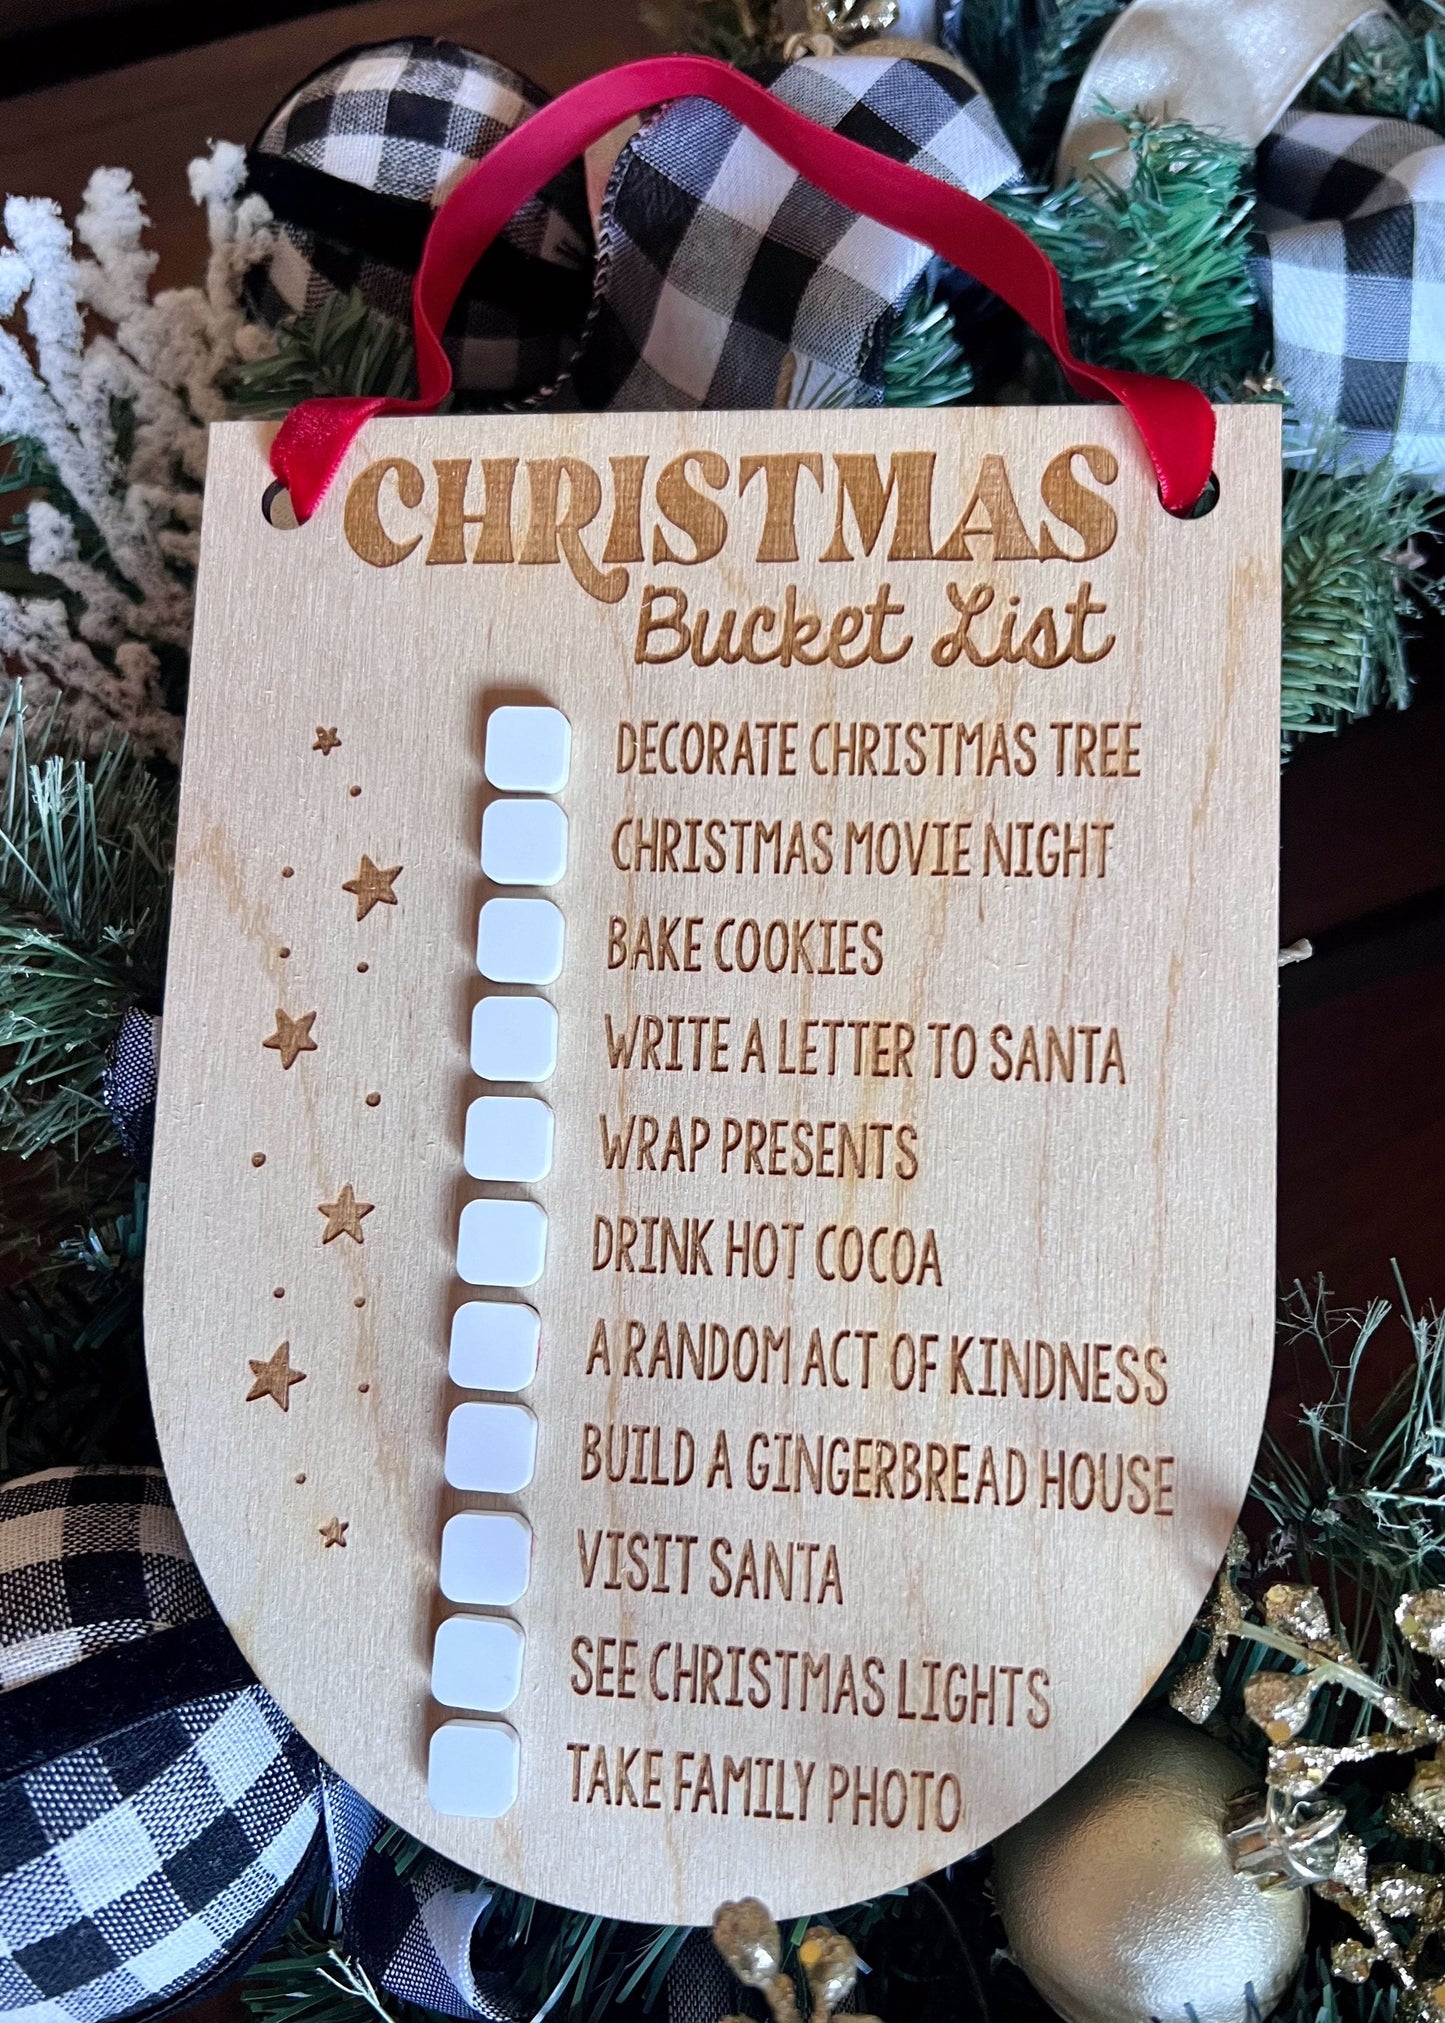 CHRISTMAS
Bucket List
DECORATE CHRISTMAS TREE
CHRISTMAS MOVIE NIGHT
BAKE COOKIES
WRITE A LETTER TO SANTA
WRAP PRESENTS
DRINK HOT COCOA
A RANDOM ACT OF KINDNESS
BUILD A GINGERBREAD HOUSE
VISIT SANTA
SEE CHRISTMAS LIGHTS
TAKE FAMILY PHOTO